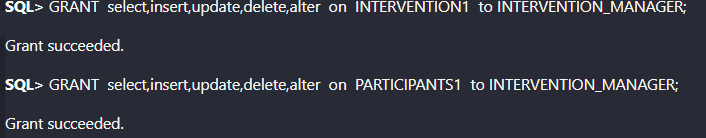 SQL> GRANT select,insert,update,delete,alter on INTERVENTION1 to INTERVENTION_MANAGER;
Grant succeeded.
SQL> GRANT select,insert,update,delete,alter on PARTICIPANTS1 to INTERVENTION_MANAGER;
Grant succeeded.